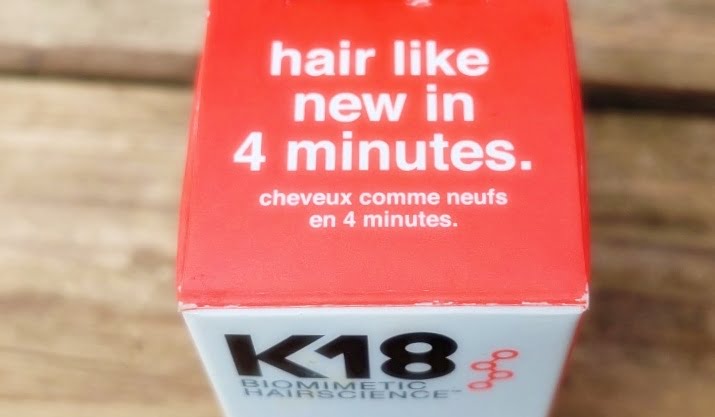 hair like
new in
4 minutes.
cheveux comme neufs
en 4 minutes.
K18
BIOMIMETIC
HAIRSCIENCE™